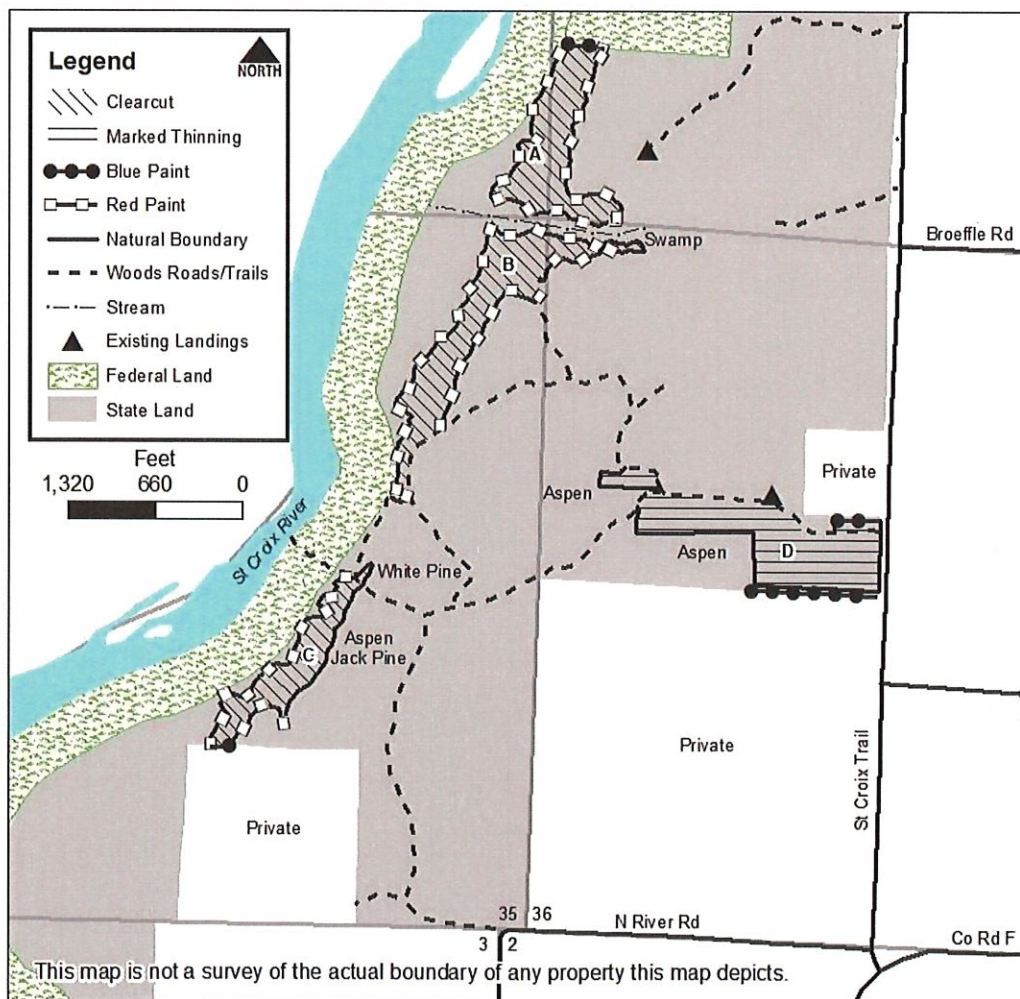 Legend
NORTH
Clearcut
Marked Thinning
Blue Paint
Red Paint
Natural Boundary
Woods Roads/Trails
Stream
Existing Landings
Federal Land
State Land
Feet
1,320 660 0
A
Swamp
Broeffle Rd
B
Private
Aspen
Aspen
D
St Croix River
White Pine
Aspen
Jack Pine
C
Private
St Croix Trail
Private
35 36
3 2
N River Rd
Co Rd F
This map is not a survey of the actual boundary of any property this map depicts.